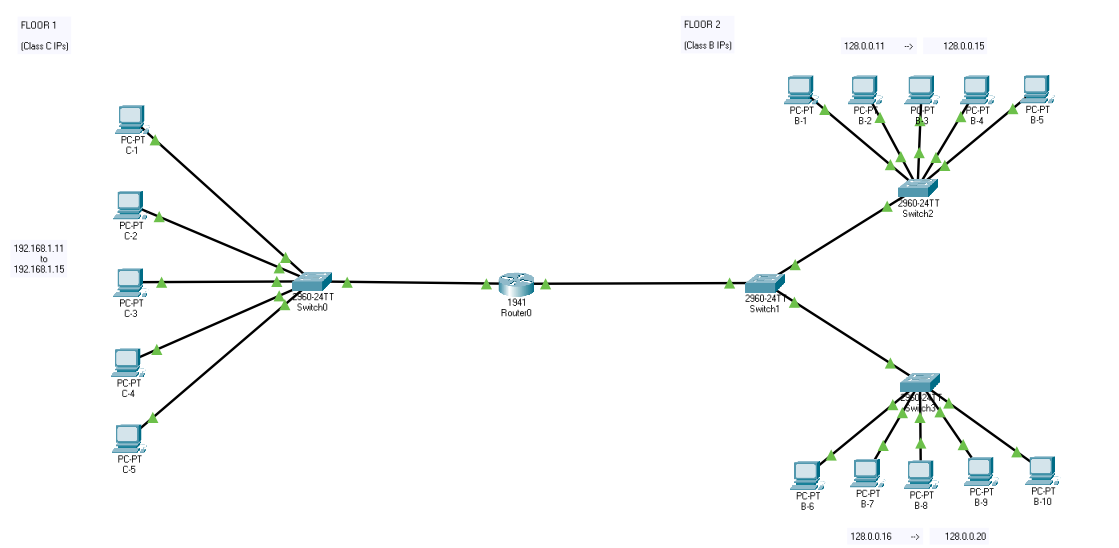 FLOOR 1
(Class C IPs)
FLOOR 2
(Class B IPs)
128.0.0.11 --> 128.0.0.15
PC-PT
B-1
PC-PT
B-2
PC-PT
B-3
PC-PT
B-4
PC-PT
B-5
PC-PT
C-1
PC-PT
C-2
PC-PT
C-3
PC-PT
C-4
PC-PT
C-5
192.168.1.11
to
192.168.1.15
2960-24TT
Switch0
1941
Router0
2960-24TT
Switch1
2960-24TT
Switch2
2960-24TT
Switch3
PC-PT
B-6
PC-PT
B-7
PC-PT
B-8
PC-PT
B-9
PC-PT
B-10
128.0.0.16 --> 128.0.0.20